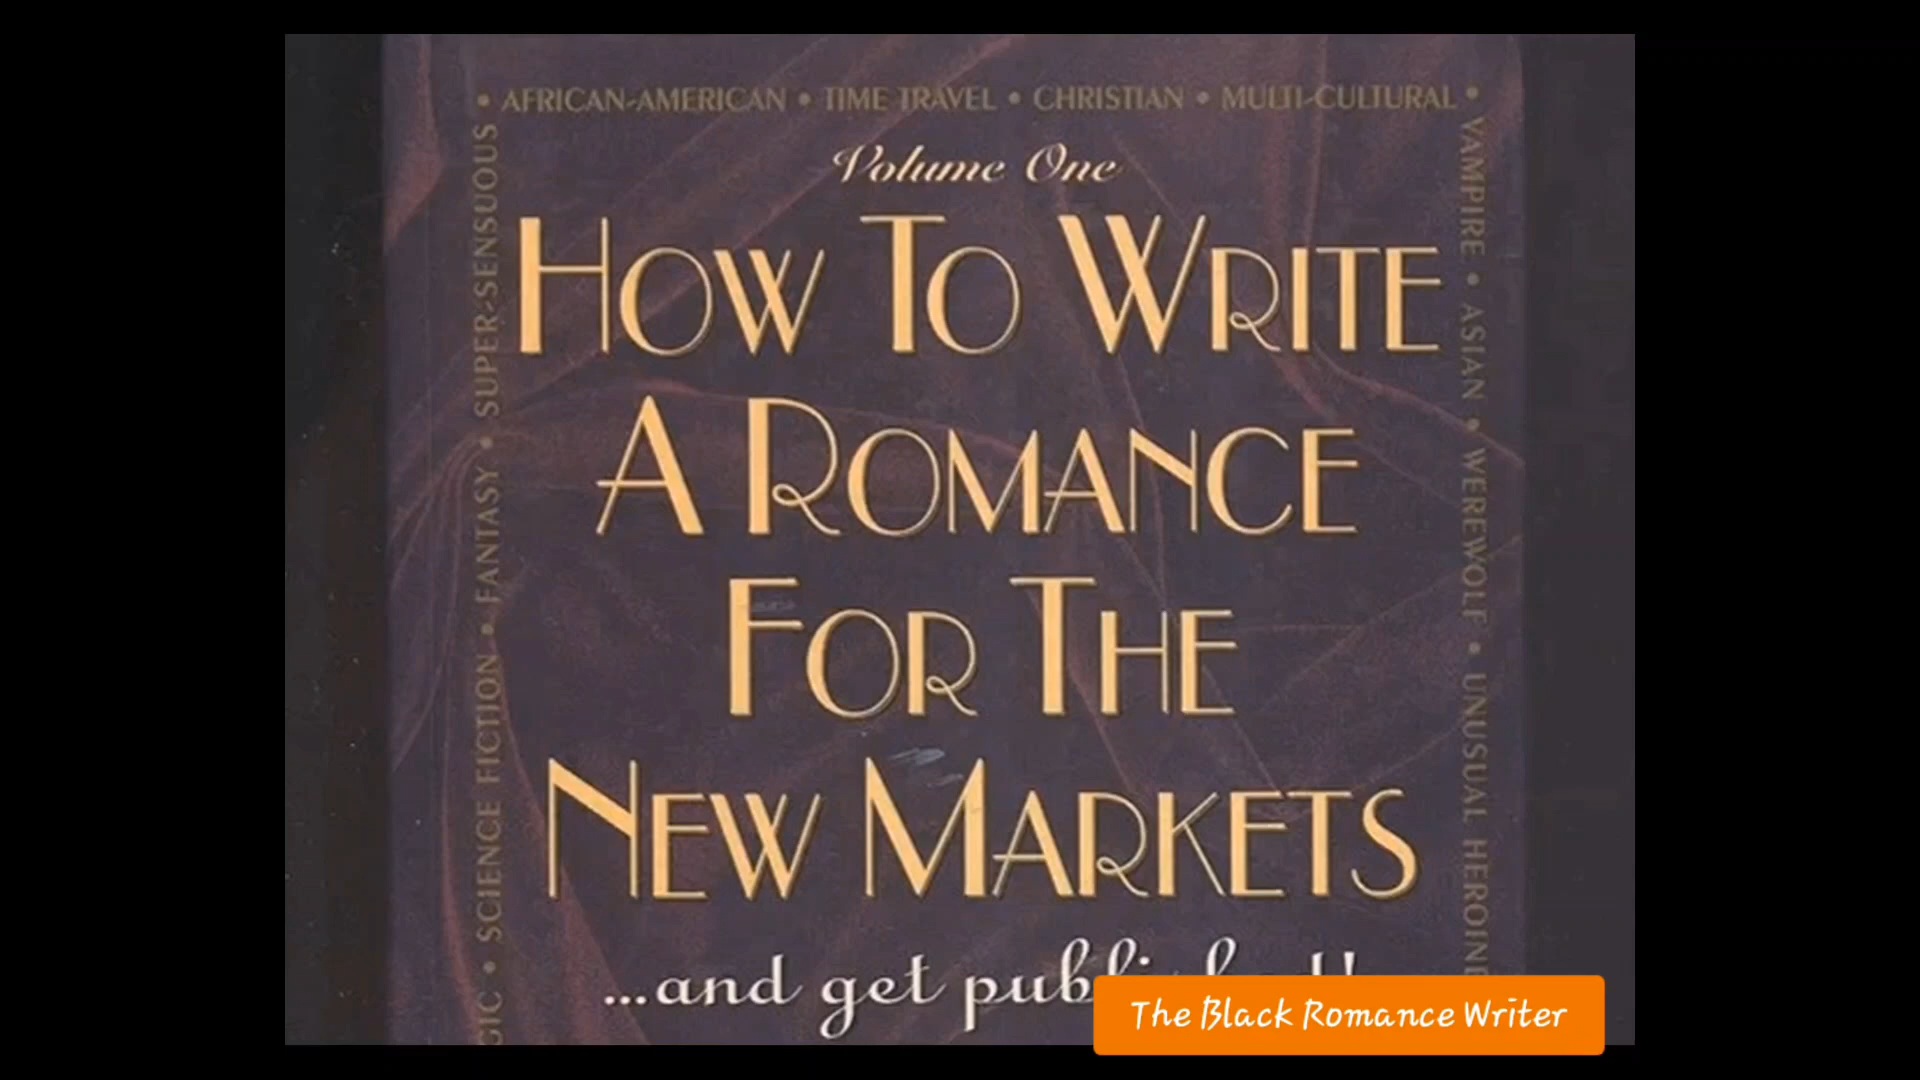 • AFRICAN-AMERICAN • TIME TRAVEL • CHRISTIAN • MULTI-CULTURAL •
VAMPIRE • ASIAN • WEREWOLF • UNUSUAL
• SCIENCE FICTION • FANTASY • SUPER-SENSUOUS
Volume One
HOW TO WRITE
A ROMANCE
FOR THE
NEW MARKETS
...and get
The Black Romance Writer